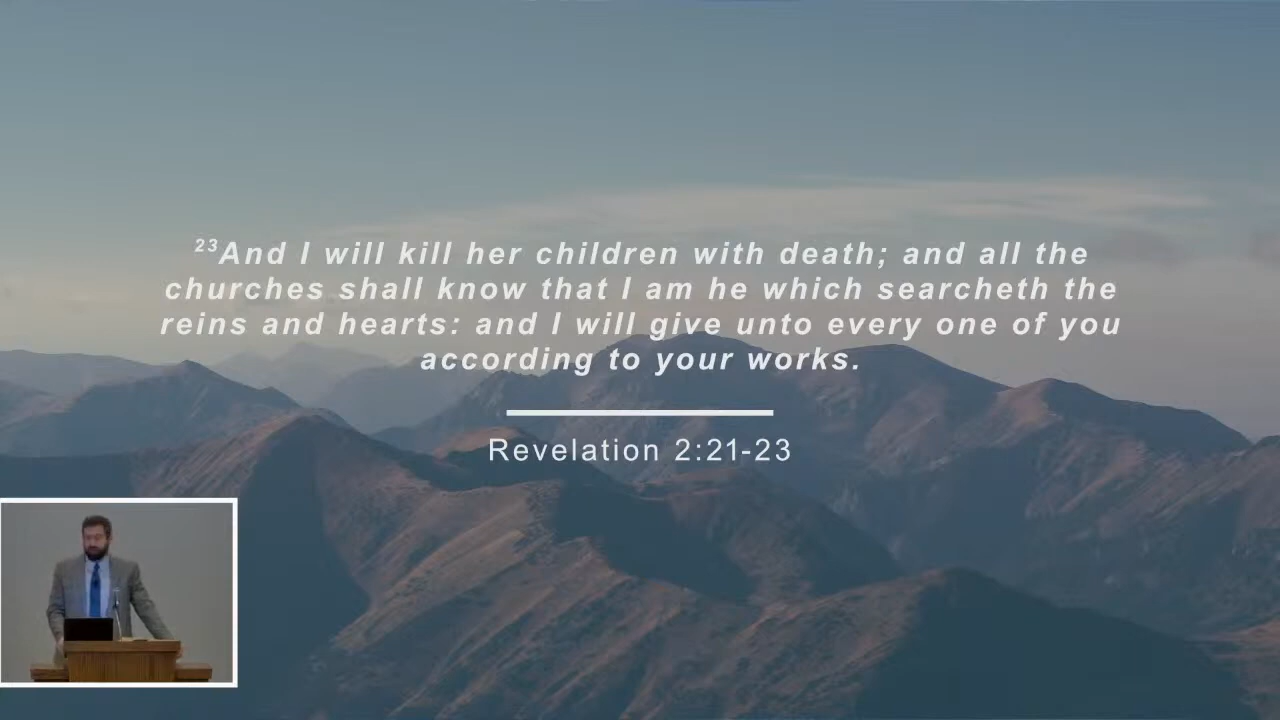 ²³And I will kill her children with death; and all the
churches shall know that I am he which searcheth the
reins and hearts: and I will give unto every one of you
according to your works.
Revelation 2:21-23